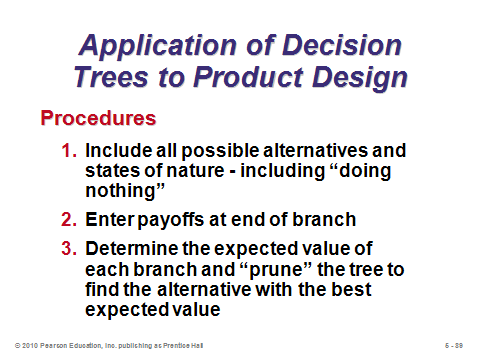 Application of Decision
Trees to Product Design
Procedures
1. Include all possible alternatives and
states of nature - including “doing
nothing”
2. Enter payoffs at end of branch
3. Determine the expected value of
each branch and “prune” the tree to
find the alternative with the best
expected value
© 2010 Pearson Education, Inc. publishing as Prentice Hall
5 - 89